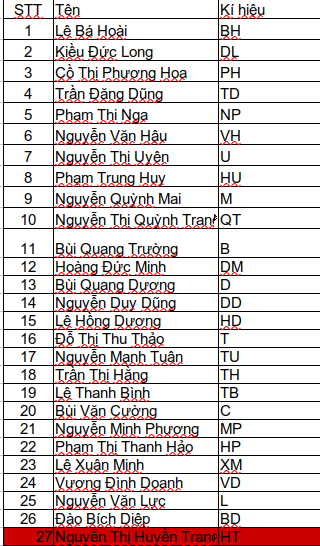 STT Tên Kí hiệu
1 Lê Bá Hoài BH
2 Kiều Đức Long DL
3 Cồ Thị Phương Hoa PH
4 Trần Đăng Dũng TD
5 Phạm Thị Nga NP
6 Nguyễn Văn Hậu VH
7 Nguyễn Thị Uyên U
8 Phạm Trung Huy HU
9 Nguyễn Quỳnh Mai M
10 Nguyễn Thị Quỳnh Trang QT
11 Bùi Quang Trường B
12 Hoàng Đức Minh DM
13 Bùi Quang Dương D
14 Nguyễn Duy Dũng DD
15 Lê Hồng Dương HD
16 Đỗ Thị Thu Thảo T
17 Nguyễn Mạnh Tuân TU
18 Trần Thị Hằng TH
19 Lê Thanh Bình TB
20 Bùi Văn Cường C
21 Nguyễn Minh Phương MP
22 Phạm Thị Thanh Hảo HP
23 Lê Xuân Minh XM
24 Vương Đình Doanh VD
25 Nguyễn Văn Lực L
26 Đào Bích Diệp BD
27 Nguyễn Thị Huyền Trang HT